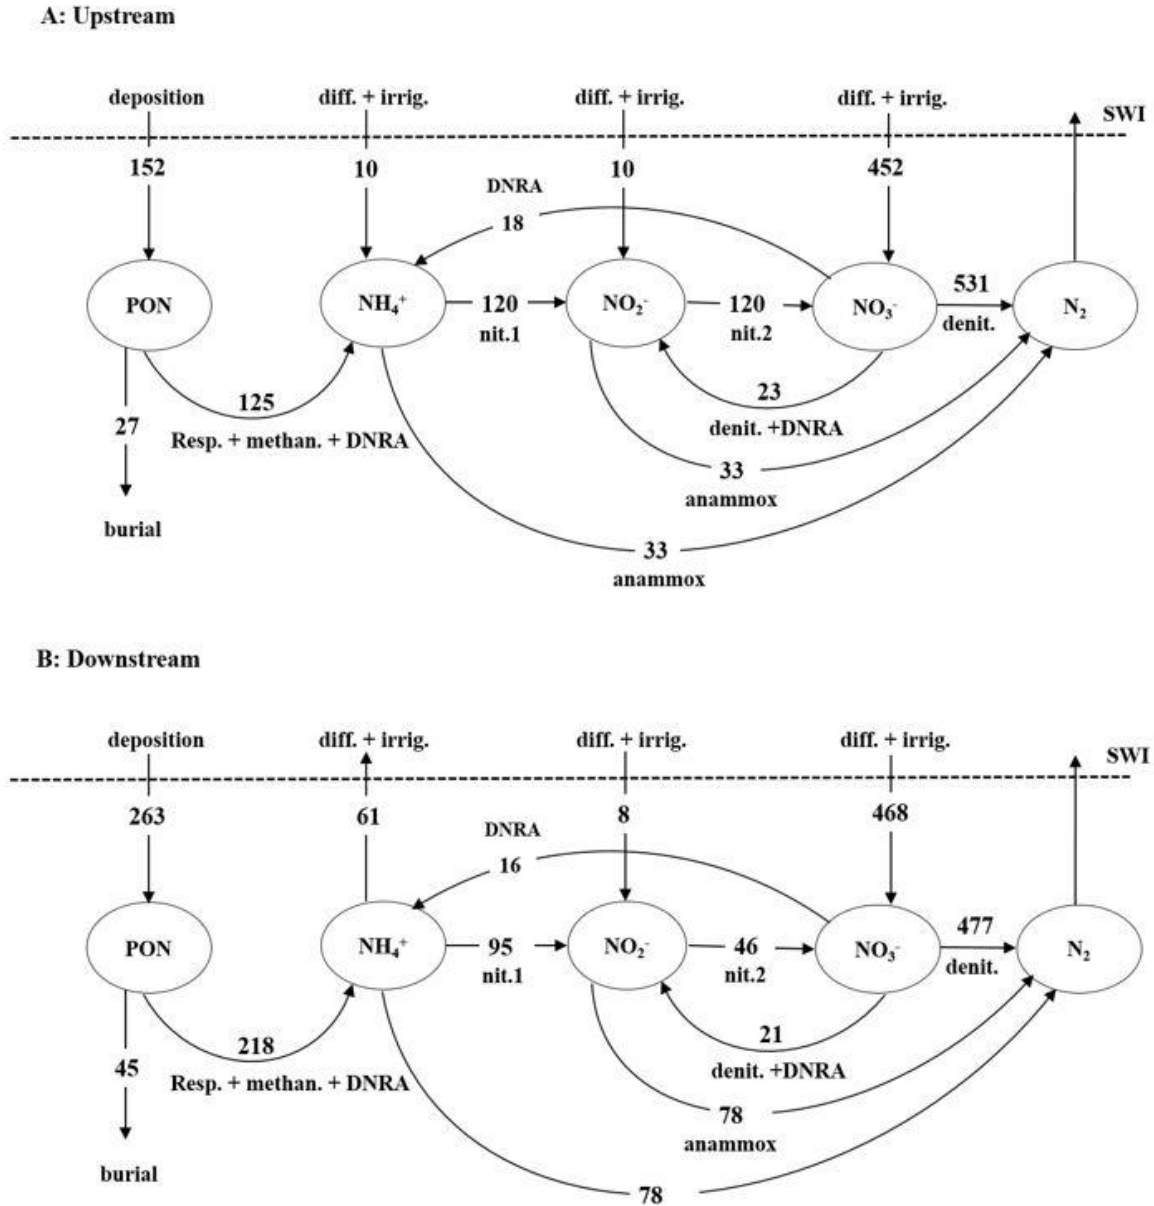 A: Upstream
deposition diff. + irrig. diff. + irrig. diff. + irrig. SWI
152 10 10 452
DNRA
18
PON NH₄⁺ 120 NO₂⁻ 120 NO₃⁻ 531 N₂
nit.1 nit.2 denit.
27 125 23
Resp. + methan. + DNRA denit. +DNRA
33
anammox
burial
33
anammox
B: Downstream
deposition diff. + irrig. diff. + irrig. diff. + irrig. SWI
263 61 8 468
DNRA
16
PON NH₄⁺ 95 NO₂⁻ 46 NO₃⁻ 477 N₂
nit.1 nit.2 denit.
45 218 21
Resp. + methan. + DNRA denit. +DNRA
78
anammox
burial
78